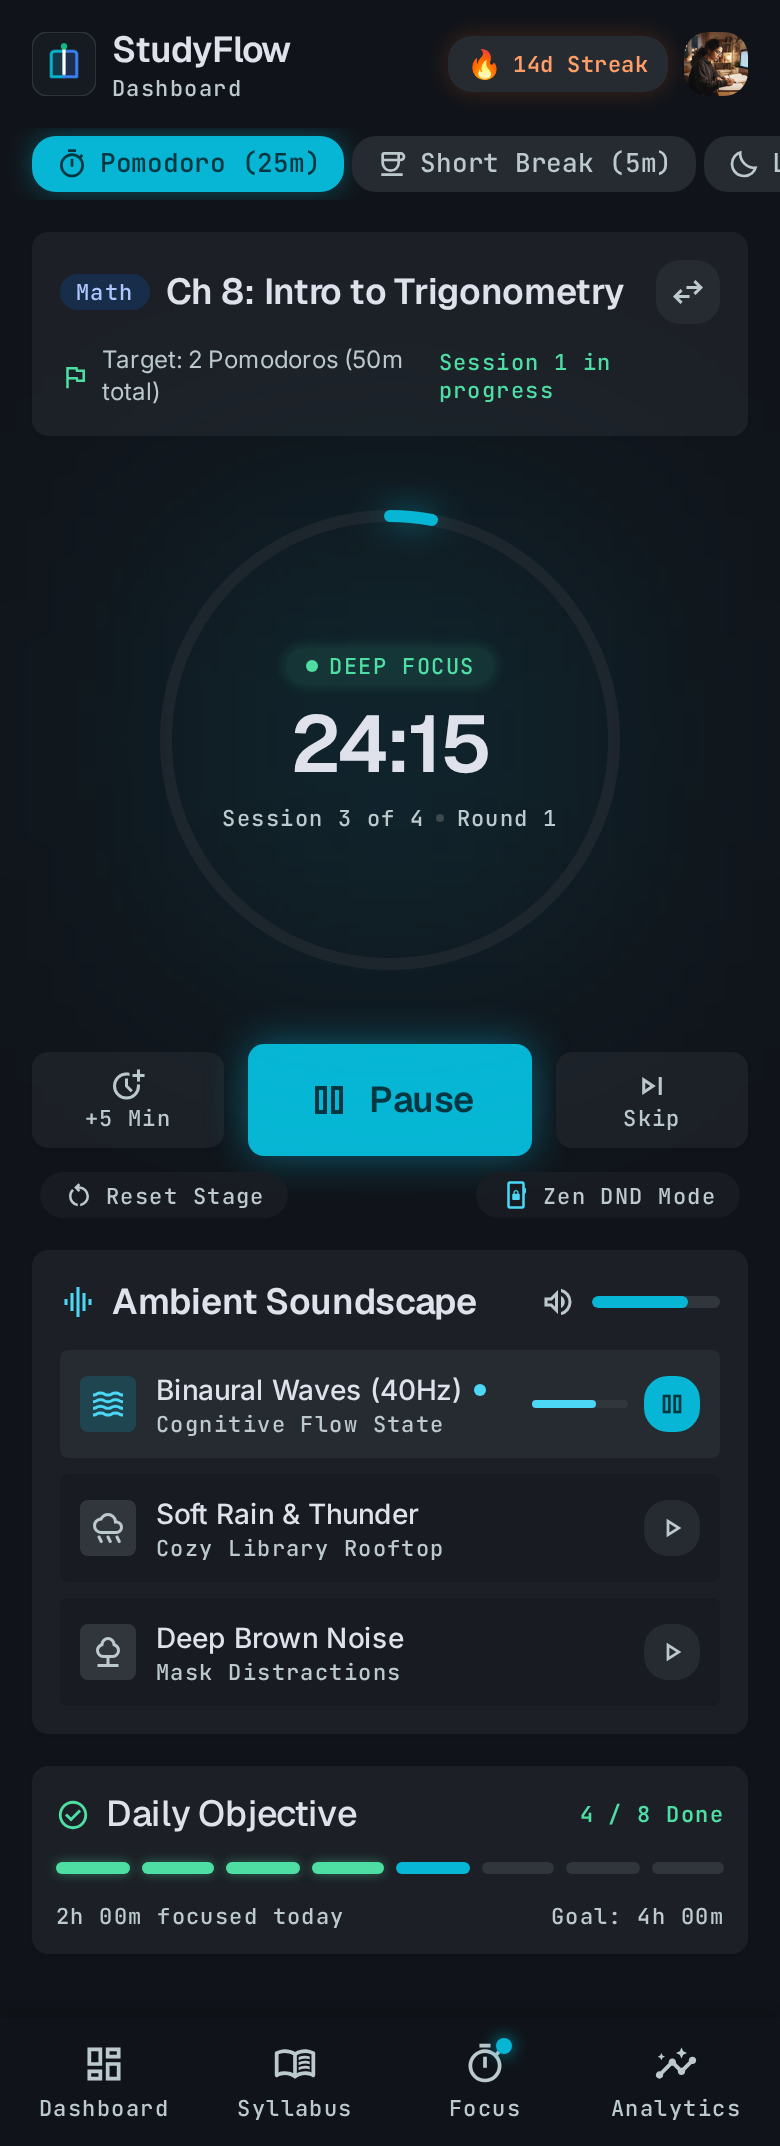 StudyFlow
Dashboard
14d Streak
Pomodoro (25m)
Short Break (5m)
L
Math
Ch 8: Intro to Trigonometry
Target: 2 Pomodoros (50m
total)
Session 1 in
progress
DEEP FOCUS
24:15
Session 3 of 4 • Round 1
+5 Min
Pause
Skip
Reset Stage
Zen DND Mode
Ambient Soundscape
Binaural Waves (40Hz)
Cognitive Flow State
Soft Rain & Thunder
Cozy Library Rooftop
Deep Brown Noise
Mask Distractions
Daily Objective
4 / 8 Done
2h 00m focused today
Goal: 4h 00m
Dashboard
Syllabus
Focus
Analytics